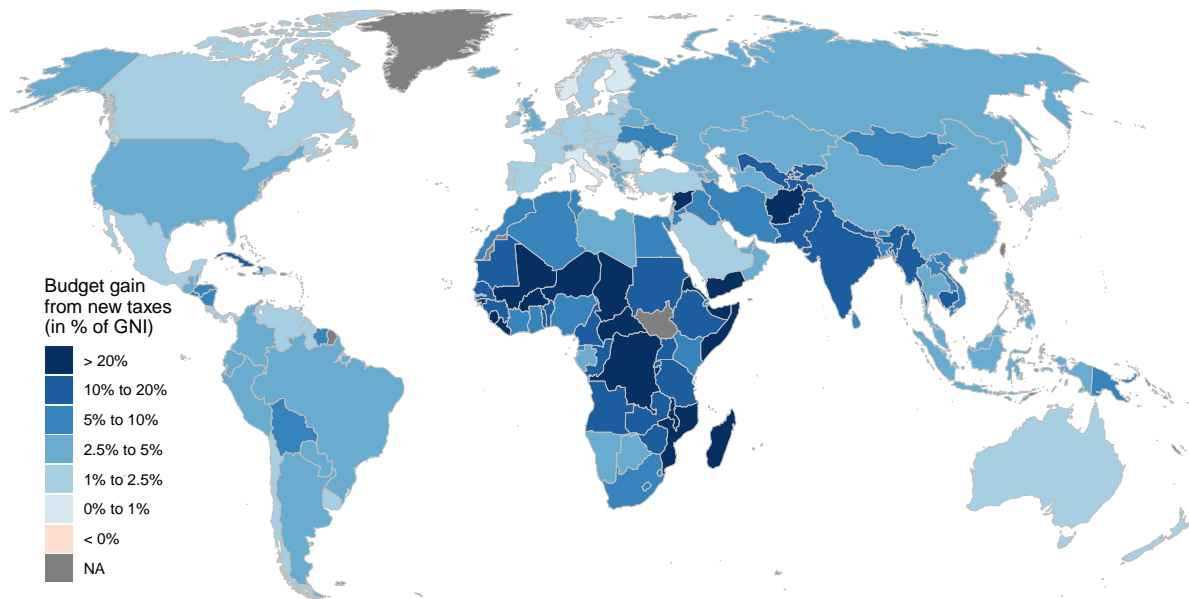 Budget gain
from new taxes
(in % of GNI)
> 20%
10% to 20%
5% to 10%
2.5% to 5%
1% to 2.5%
0% to 1%
< 0%
NA